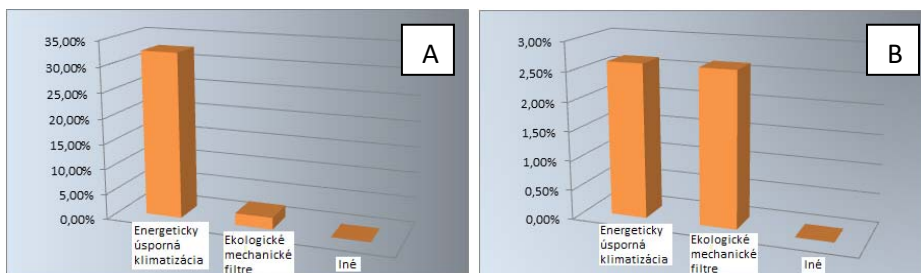 A
35,00%
30,00%
25,00%
20,00%
15,00%
10,00%
5,00%
0,00%
Energeticky
úsporná
klimatizácia
Ekologické
mechanické
filtre
Iné
B
3,00%
2,50%
2,00%
1,50%
1,00%
0,50%
0,00%
Energeticky
úsporná
klimatizácia
Ekologické
mechanické
filtre
Iné